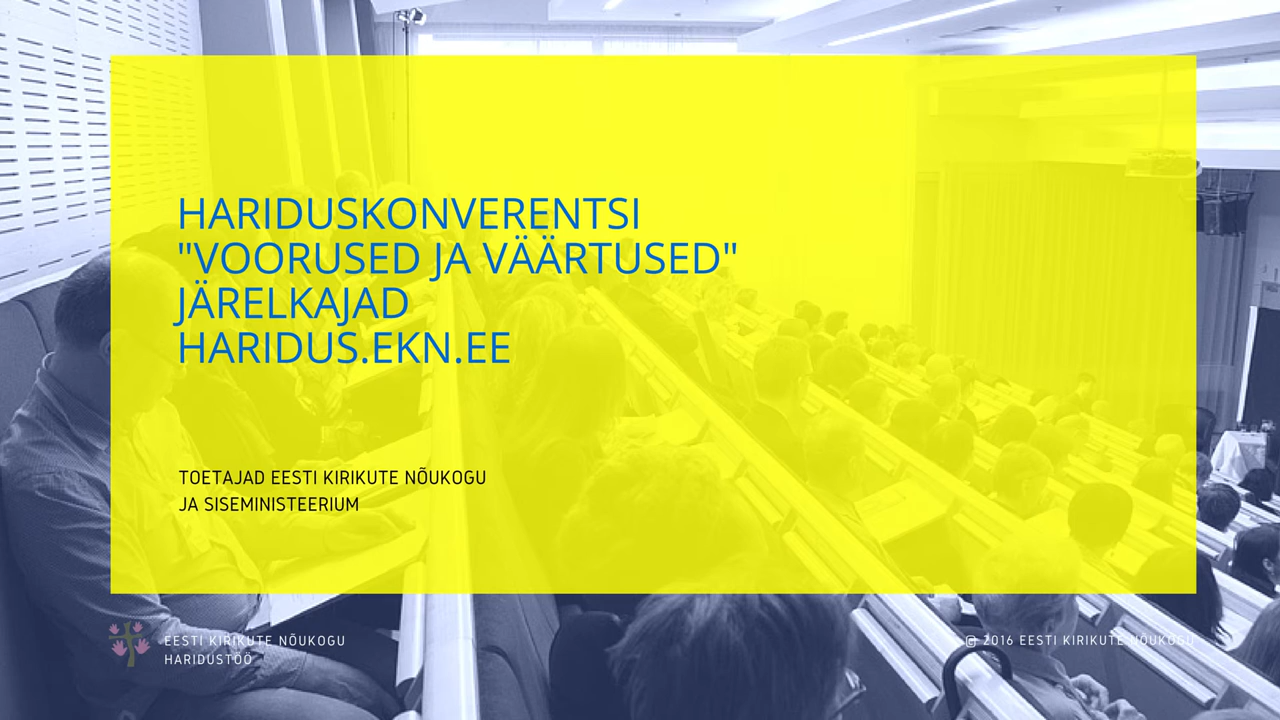 HARIDUSKONVERENTSI
"VOORUSED JA VÄÄRTUSED"
JÄRELKAJAD
HARIDUS.EKN.EE
TOETAJAD EESTI KIRIKUTE NÕUKOGU
JA SISEMINISTEERIUM
EESTI KIRIKUTE NÕUKOGU
HARIDUSTÖÖ
@ 2016 EESTI KIRIKUTE NÕUKOGU